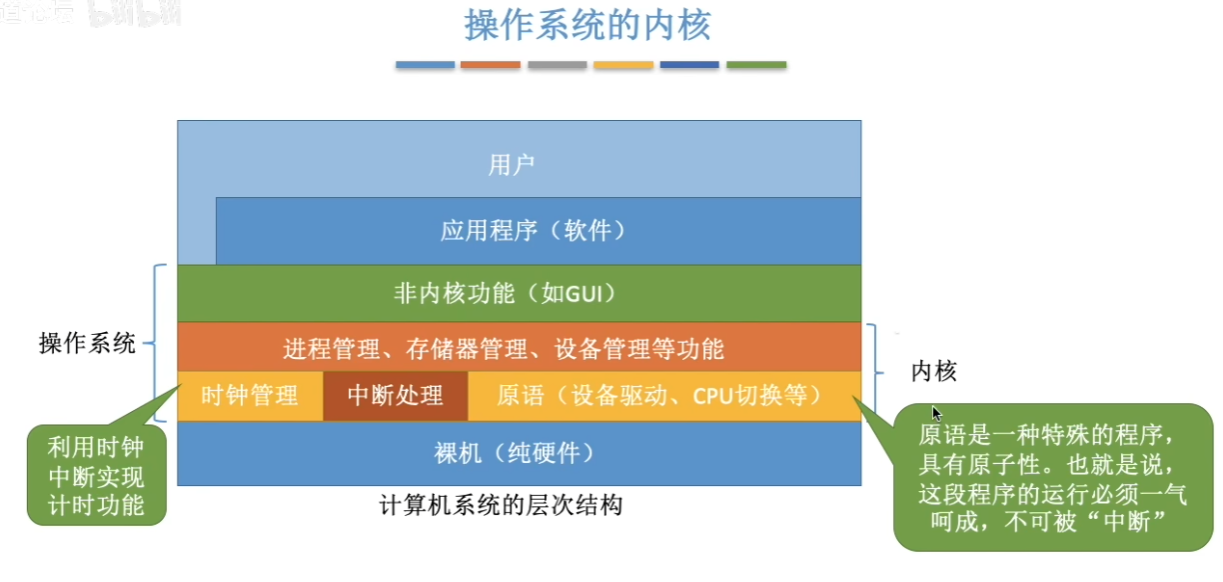 bilibili
操作系统的内核
用户
应用程序（软件）
非内核功能（如GUI）
操作系统
进程管理、存储器管理、设备管理等功能
内核
时钟管理
中断处理
原语（设备驱动、CPU切换等）
利用时钟
中断实现
计时功能
裸机（纯硬件）
原语是一种特殊的程序，
具有原子性。也就是说，
这段程序的运行必须一气
呵成，不可被“中断”
计算机系统的层次结构